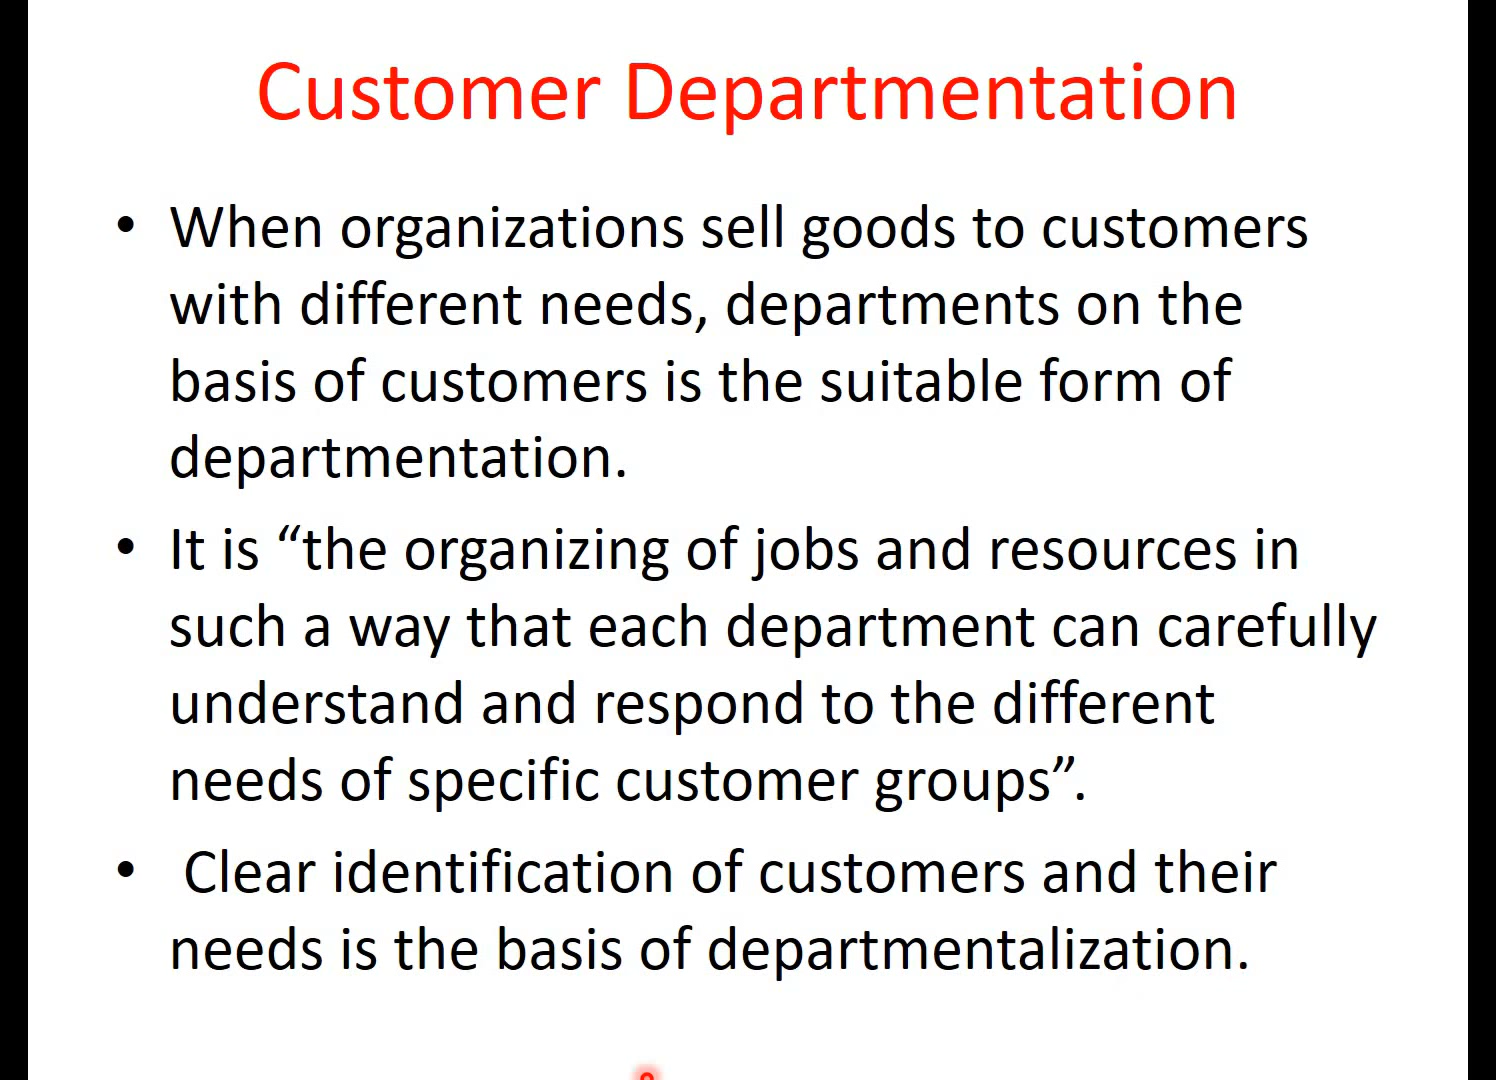 Customer Departmentation
• When organizations sell goods to customers
with different needs, departments on the
basis of customers is the suitable form of
departmentation.
• It is “the organizing of jobs and resources in
such a way that each department can carefully
understand and respond to the different
needs of specific customer groups”.
• Clear identification of customers and their
needs is the basis of departmentalization.